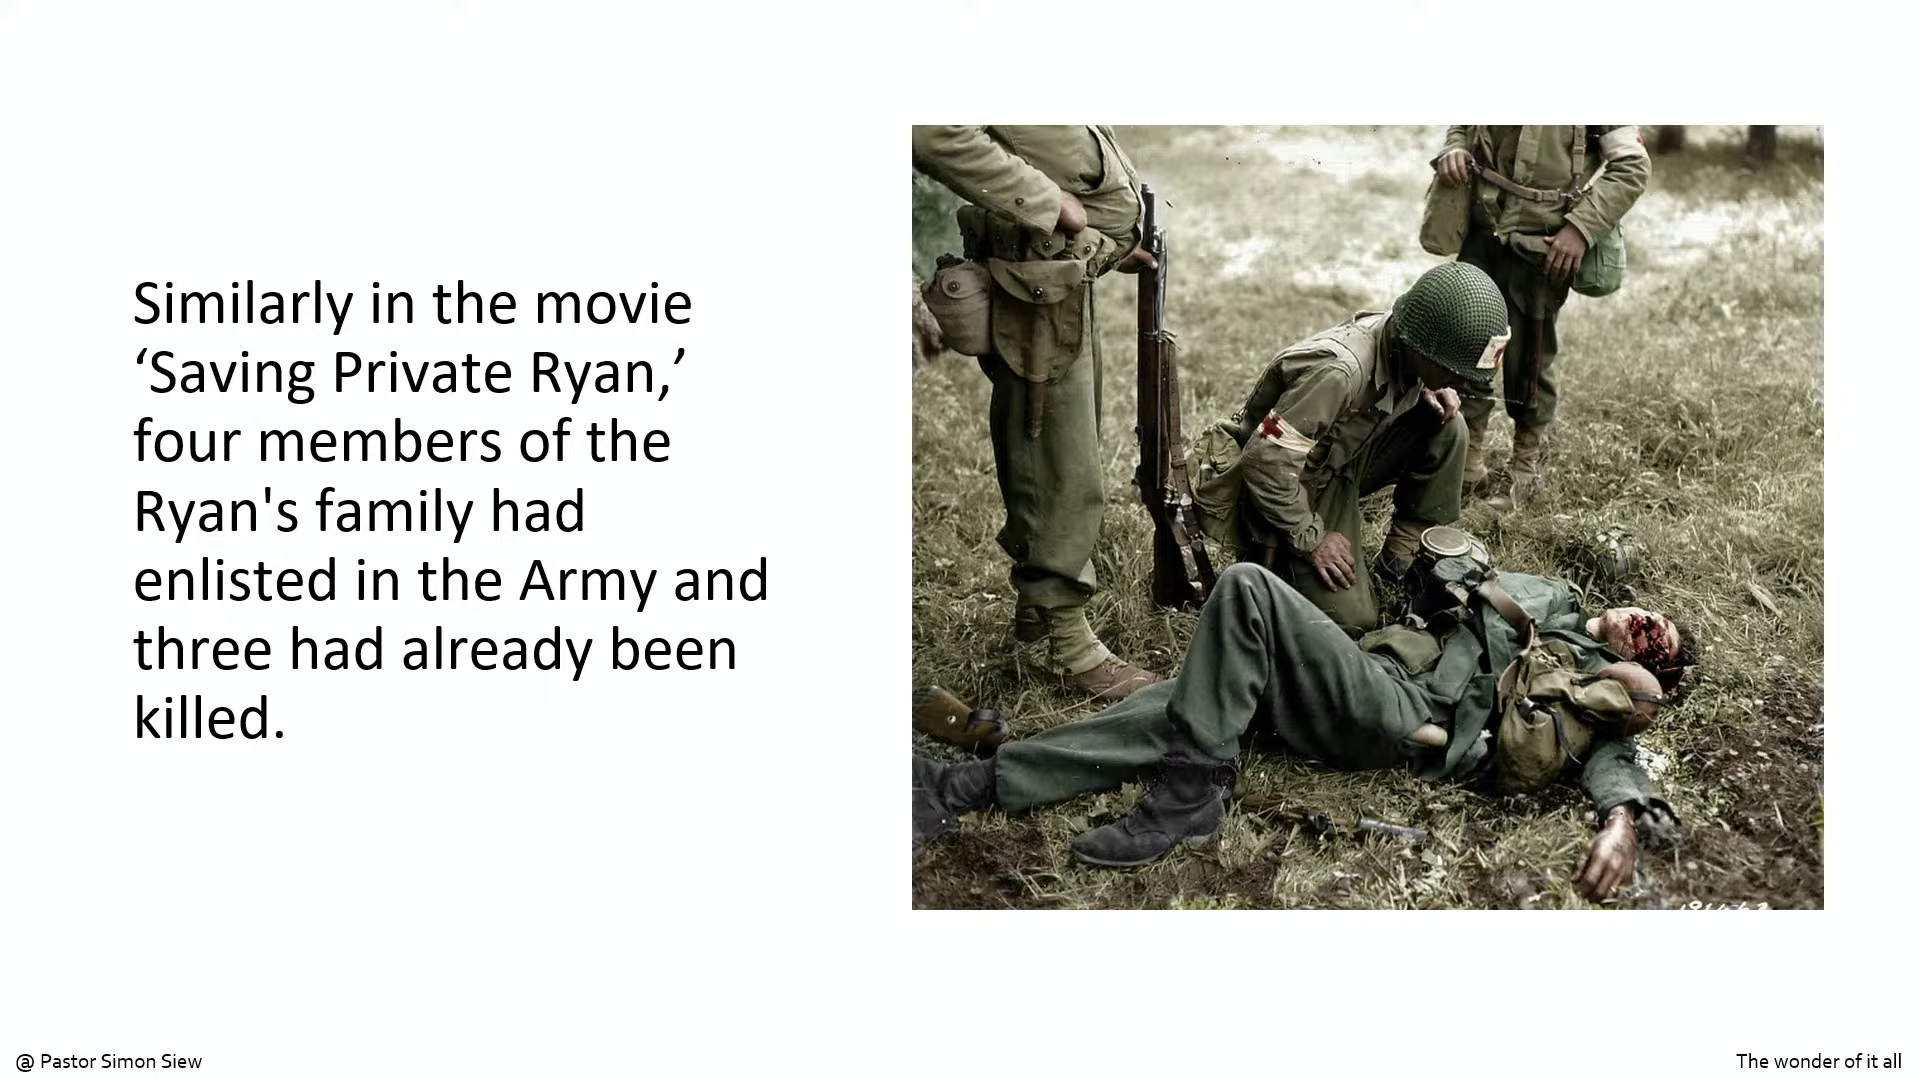 Similarly in the movie
‘Saving Private Ryan,’
four members of the
Ryan's family had
enlisted in the Army and
three had already been
killed.
@ Pastor Simon Siew
The wonder of it all